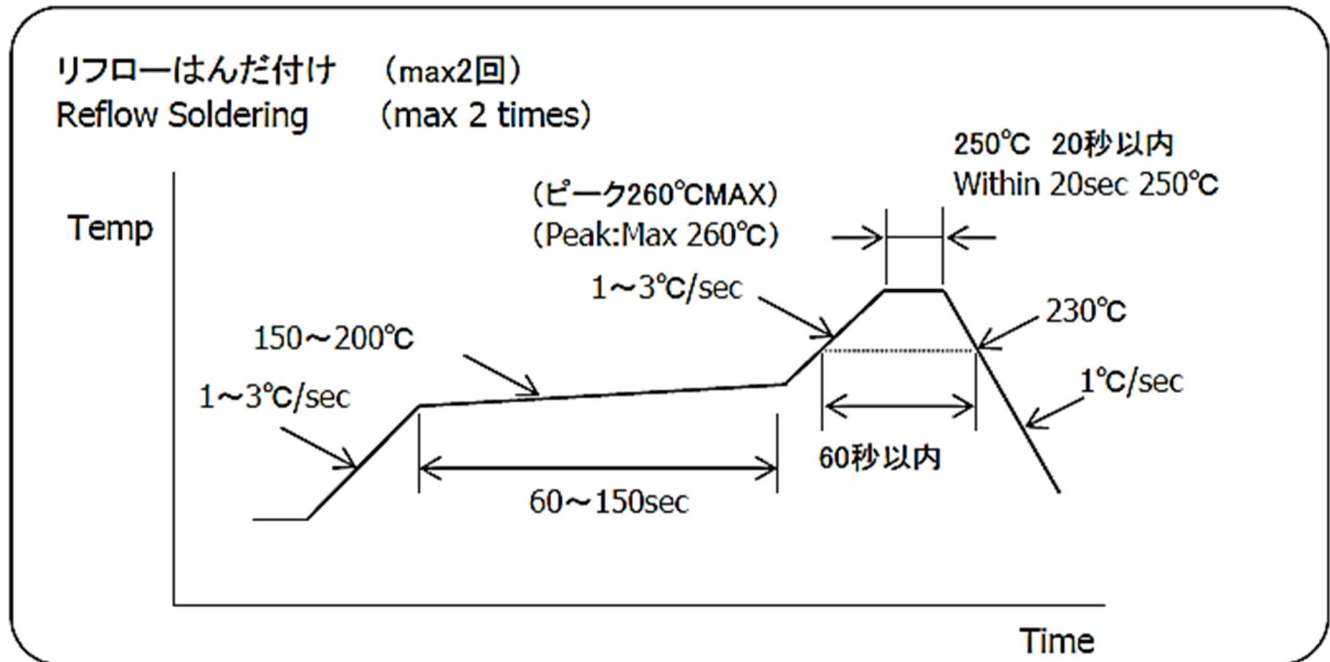 リフローはんだ付け （max2回）
Reflow Soldering (max 2 times)
250℃ 20秒以内
Within 20sec 250℃
(ピーク260℃MAX)
(Peak:Max 260℃)
Temp
1～3℃/sec
230℃
150～200℃
1～3℃/sec
1℃/sec
60秒以内
60～150sec
Time